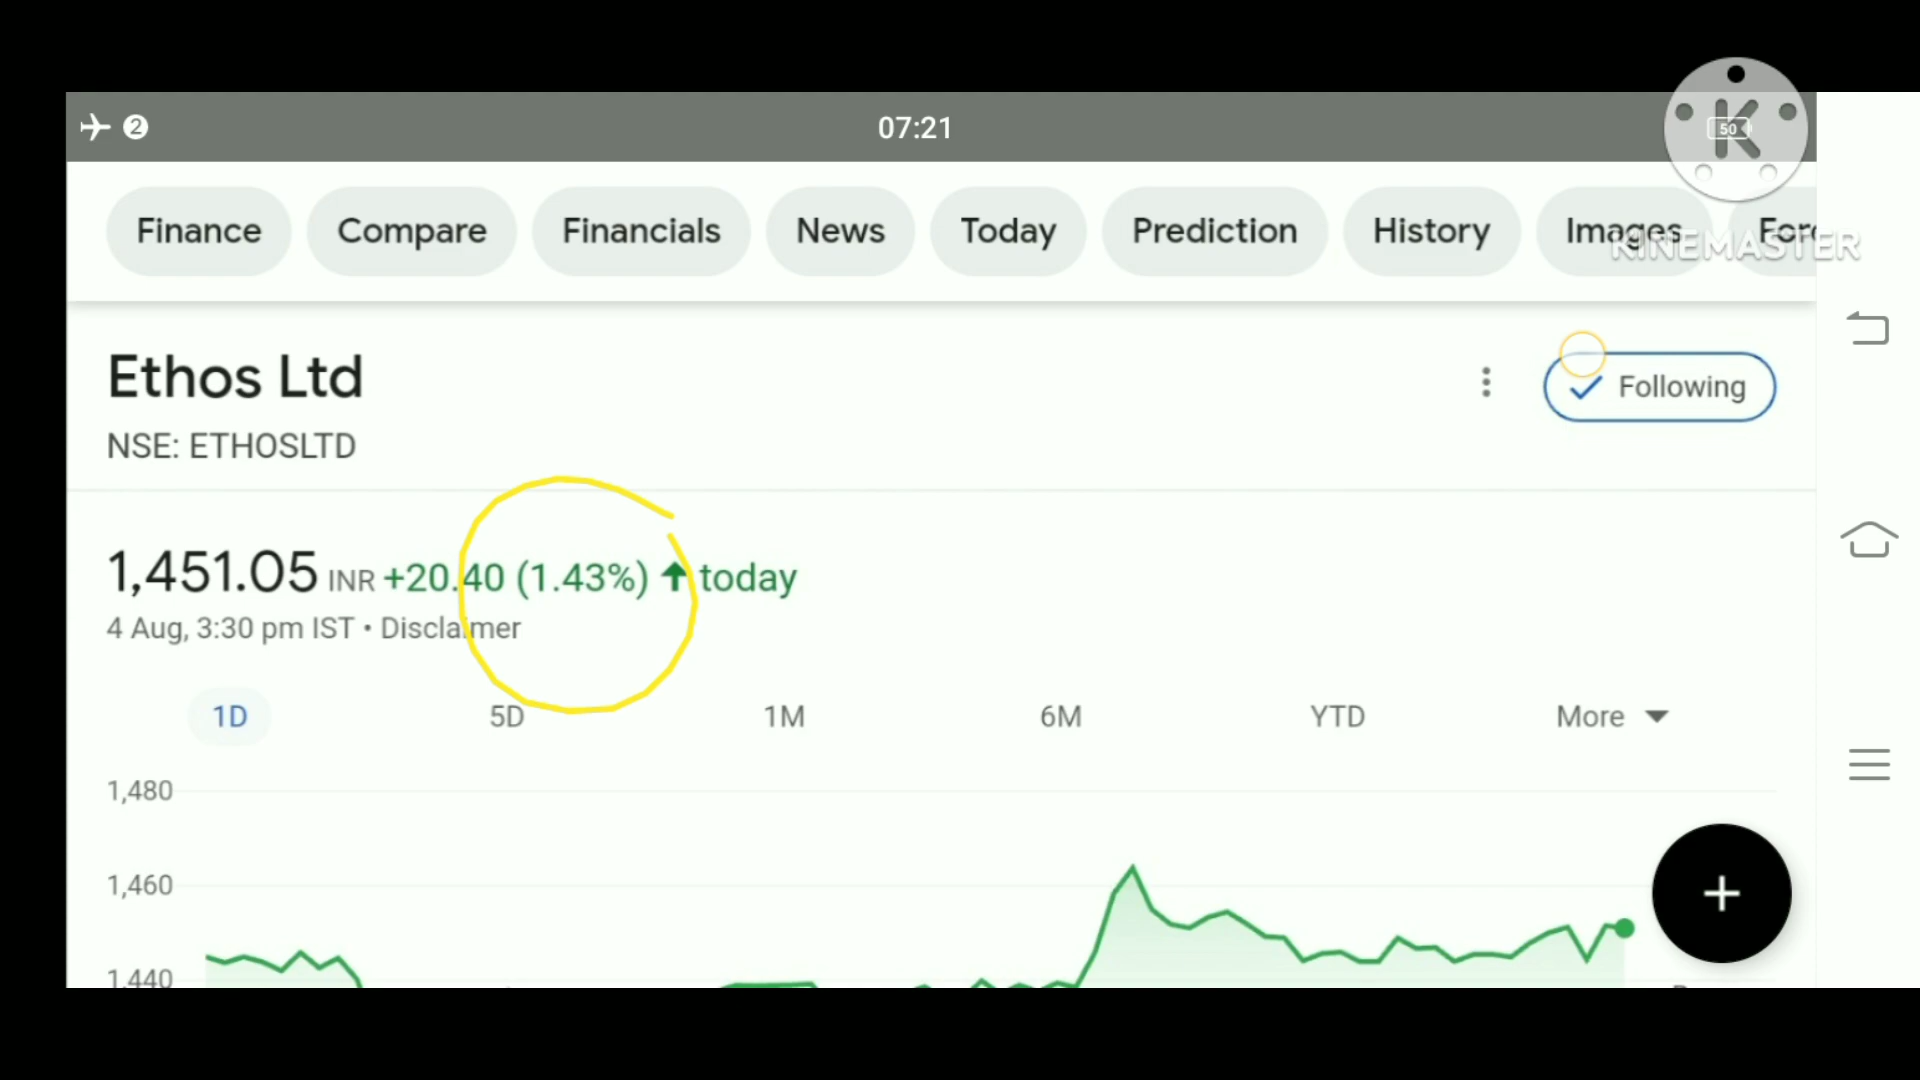 2 07:21 50
Finance Compare Financials News Today Prediction History Images
KINEMASTER
Ethos Ltd
Following
NSE: ETHOSLTD
1,451.05 INR +20.40 (1.43%) ↑ today
4 Aug, 3:30 pm IST • Disclaimer
1D 5D 1M 6M YTD More
1,480
1,460
1,440